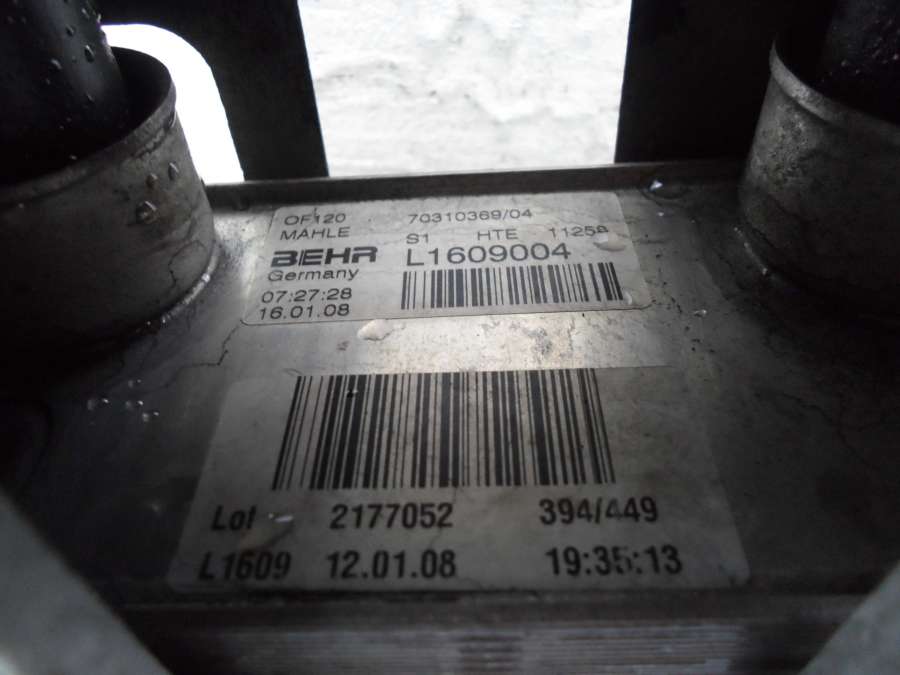 OF120 70310369/04
MAHLE S1 HTE 11258
BEHR L1609004
Germany
07:27:28
16.01.08
Lot 2177052 394/449
L1609 12.01.08 19:35:13